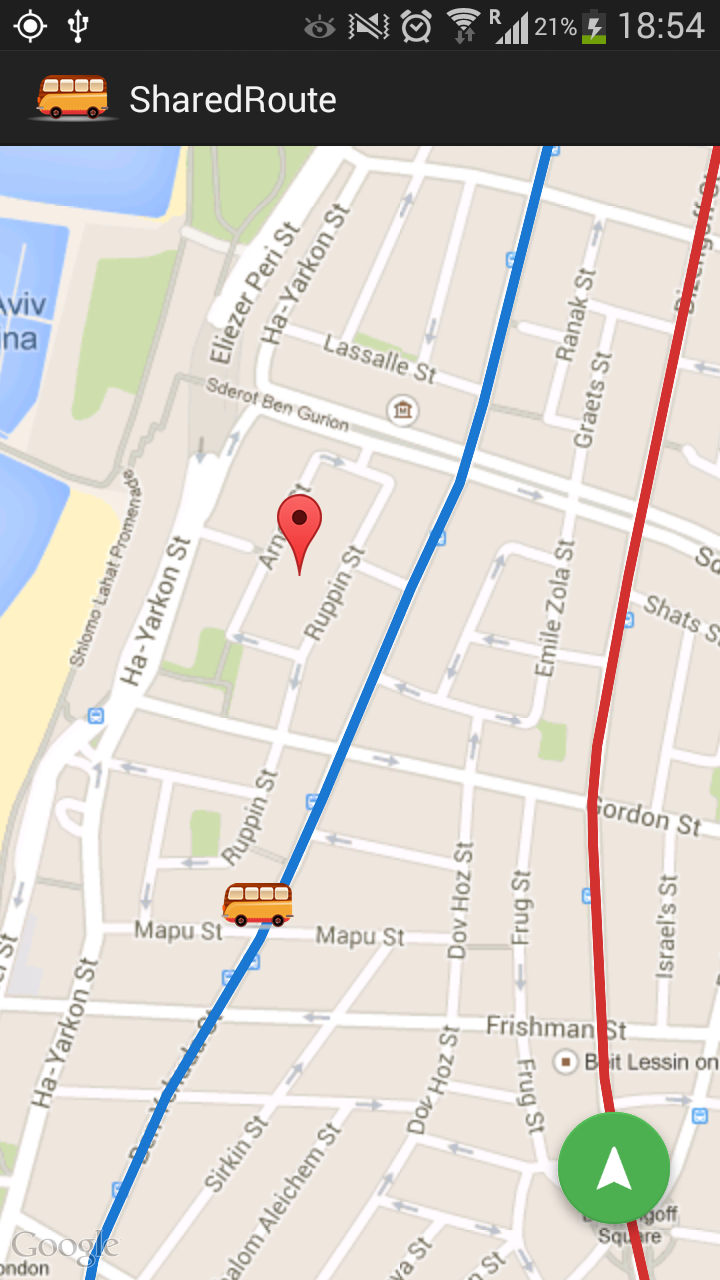 R 21% 18:54
SharedRoute
Aviv
Eliezer Peri St
Ha-Yarkon St
Ranak St
Lassalle St
Graets St
Sderot Ben Gurion
Shlomo Lahat Promenade
Ha-Yarkon St
Ruppin St
Emile Zola St
Shats St
Ruppin St
Gordon St
Dov Hoz St
Frug St
Israel's St
Mapu St
Mapu St
Ha-Yarkon St
Frishman St
Beit Lessin on
Dov Hoz St
Frug St
Sirkin St
alom Aleichem St
Square
Google